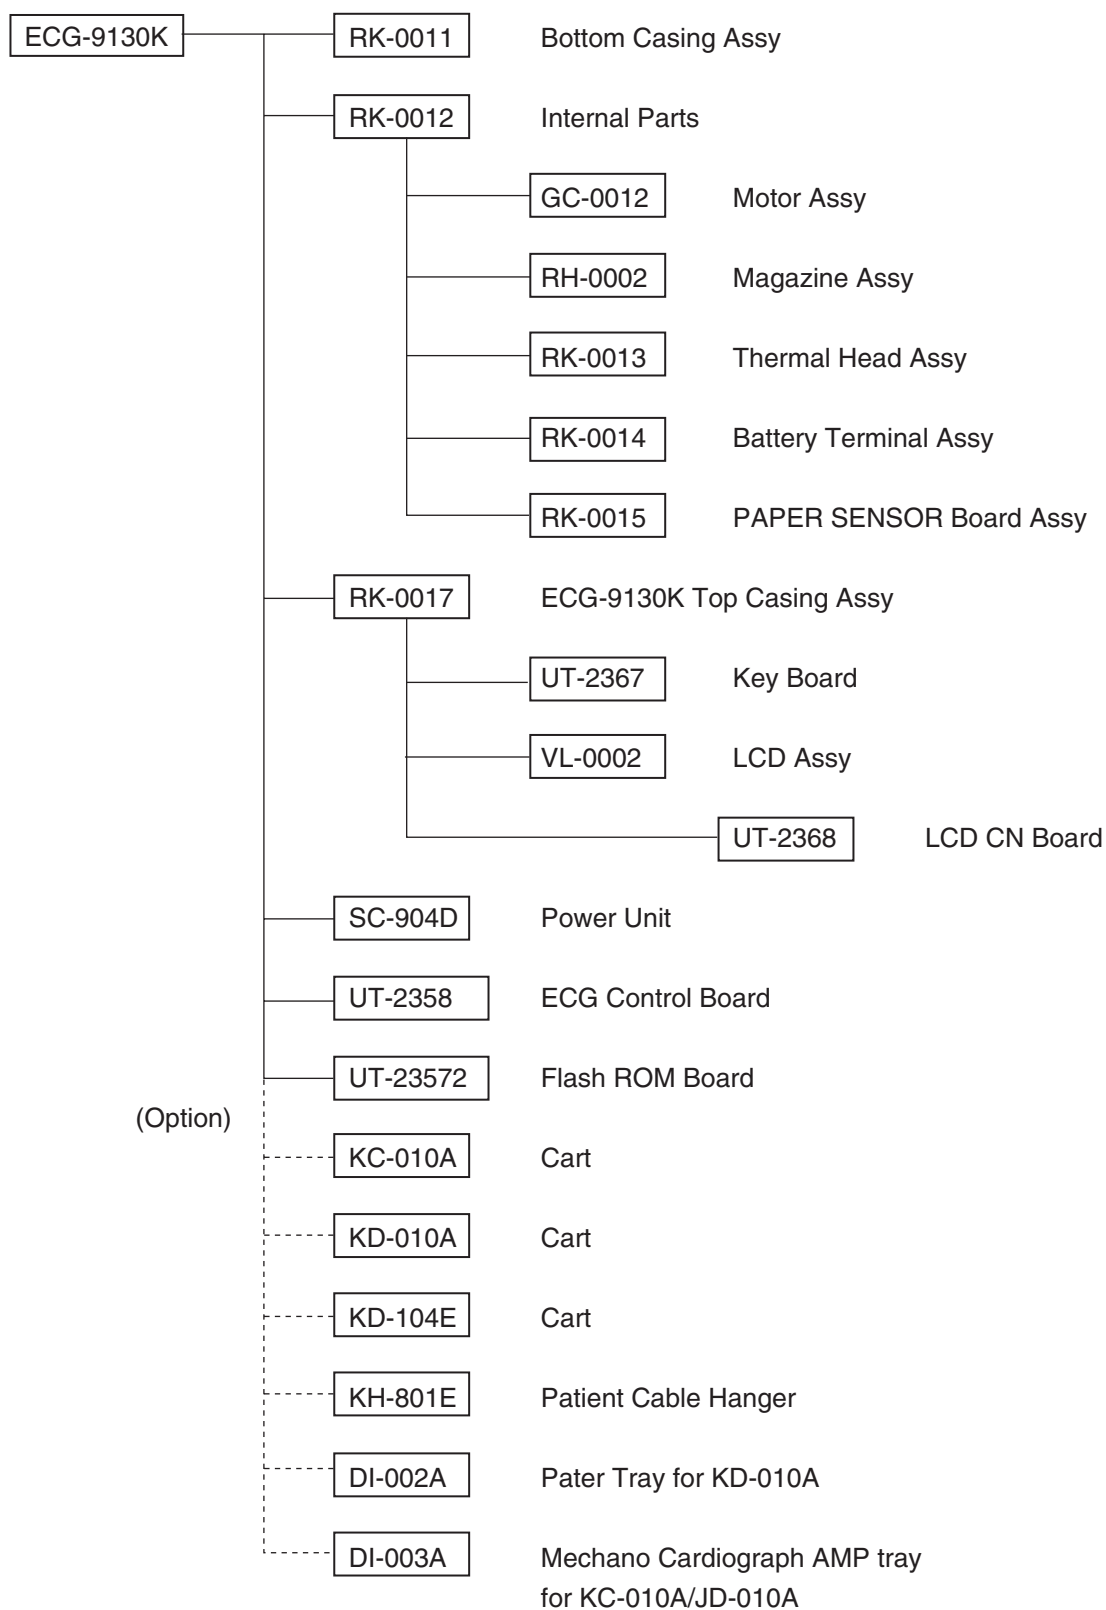 ECG-9130K RK-0011 Bottom Casing Assy
RK-0012 Internal Parts
GC-0012 Motor Assy
RH-0002 Magazine Assy
RK-0013 Thermal Head Assy
RK-0014 Battery Terminal Assy
RK-0015 PAPER SENSOR Board Assy
RK-0017 ECG-9130K Top Casing Assy
UT-2367 Key Board
VL-0002 LCD Assy
UT-2368 LCD CN Board
SC-904D Power Unit
UT-2358 ECG Control Board
UT-23572 Flash ROM Board
(Option)
KC-010A Cart
KD-010A Cart
KD-104E Cart
KH-801E Patient Cable Hanger
DI-002A Pater Tray for KD-010A
DI-003A Mechano Cardiograph AMP tray
for KC-010A/JD-010A